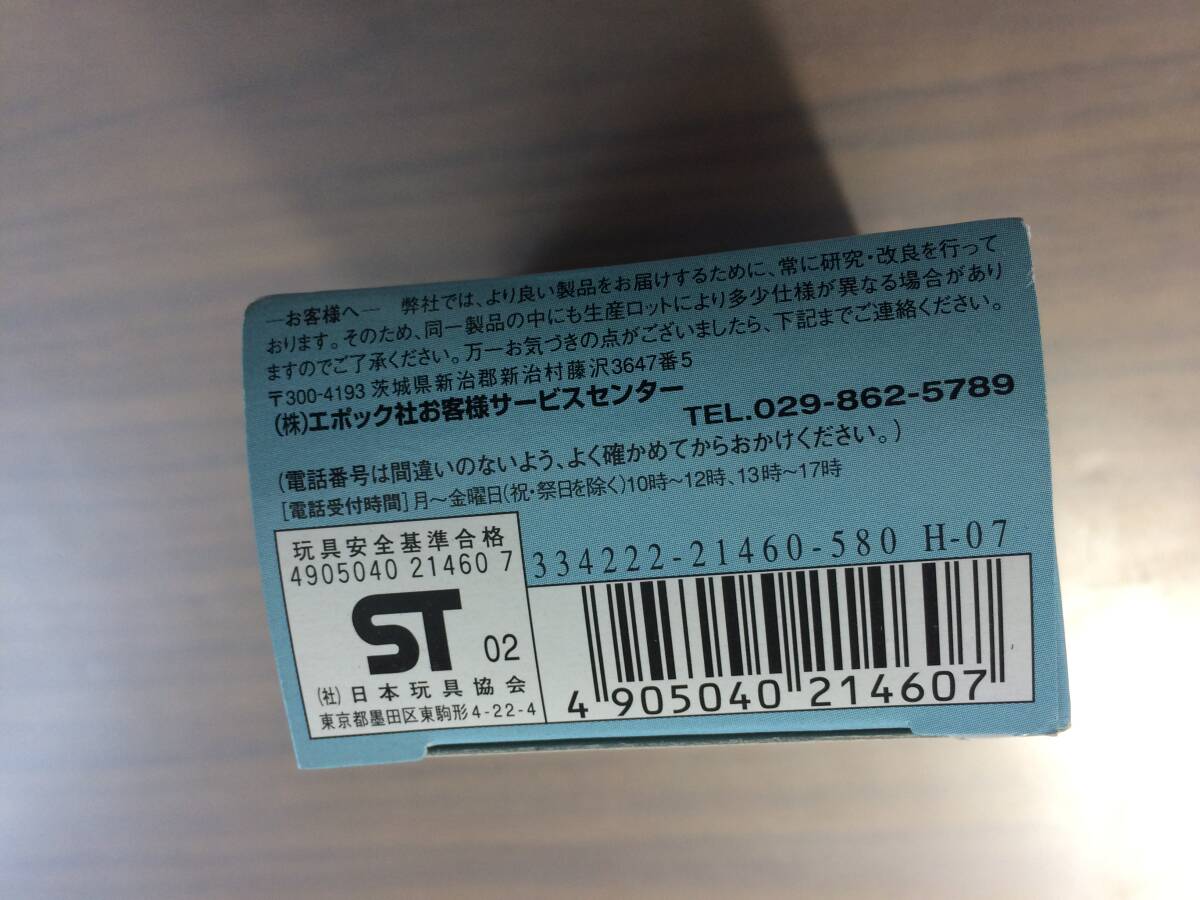 ―お客様へ― 弊社では、より良い製品をお届けするために、常に研究・改良を行って
おります。そのため、同一製品の中にも生産ロットにより多少仕様が異なる場合があり
ますのでご了承ください。万一お気づきの点がございましたら、下記までご連絡ください。
〒300-4193 茨城県新治郡新治村藤沢3647番5
(株)エポック社お客様サービスセンター TEL.029-862-5789
(電話番号は間違いのないよう、よく確かめてからおかけください。)
[電話受付時間]月〜金曜日(祝・祭日を除く)10時〜12時、13時〜17時
玩具安全基準合格
4905040 21460 7
ST 02
(社)日本玩具協会
東京都墨田区東駒形4-22-4
334222-21460-580 H-07
4 905040 214607